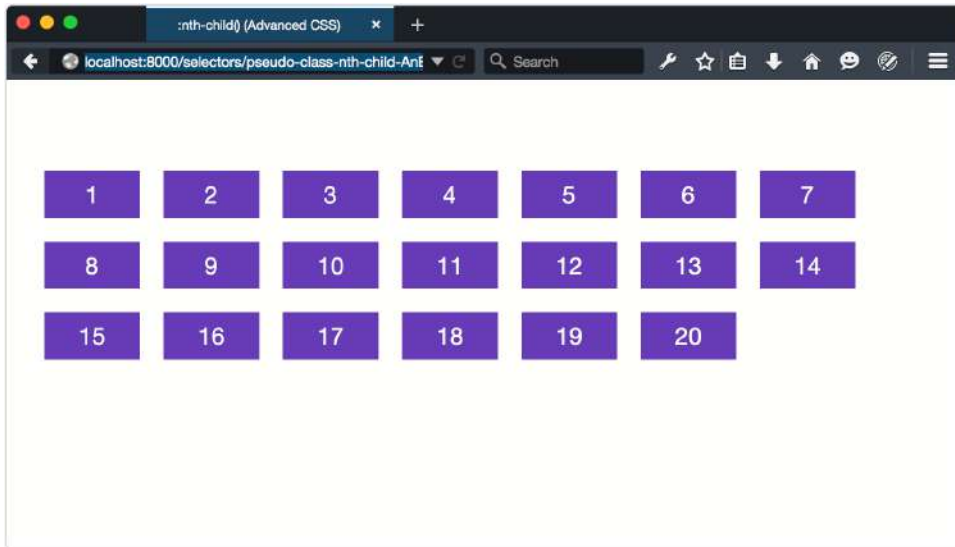 :nth-child() (Advanced CSS)
localhost:8000/selectors/pseudo-class-nth-child-An
Search
1 2 3 4 5 6 7
8 9 10 11 12 13 14
15 16 17 18 19 20